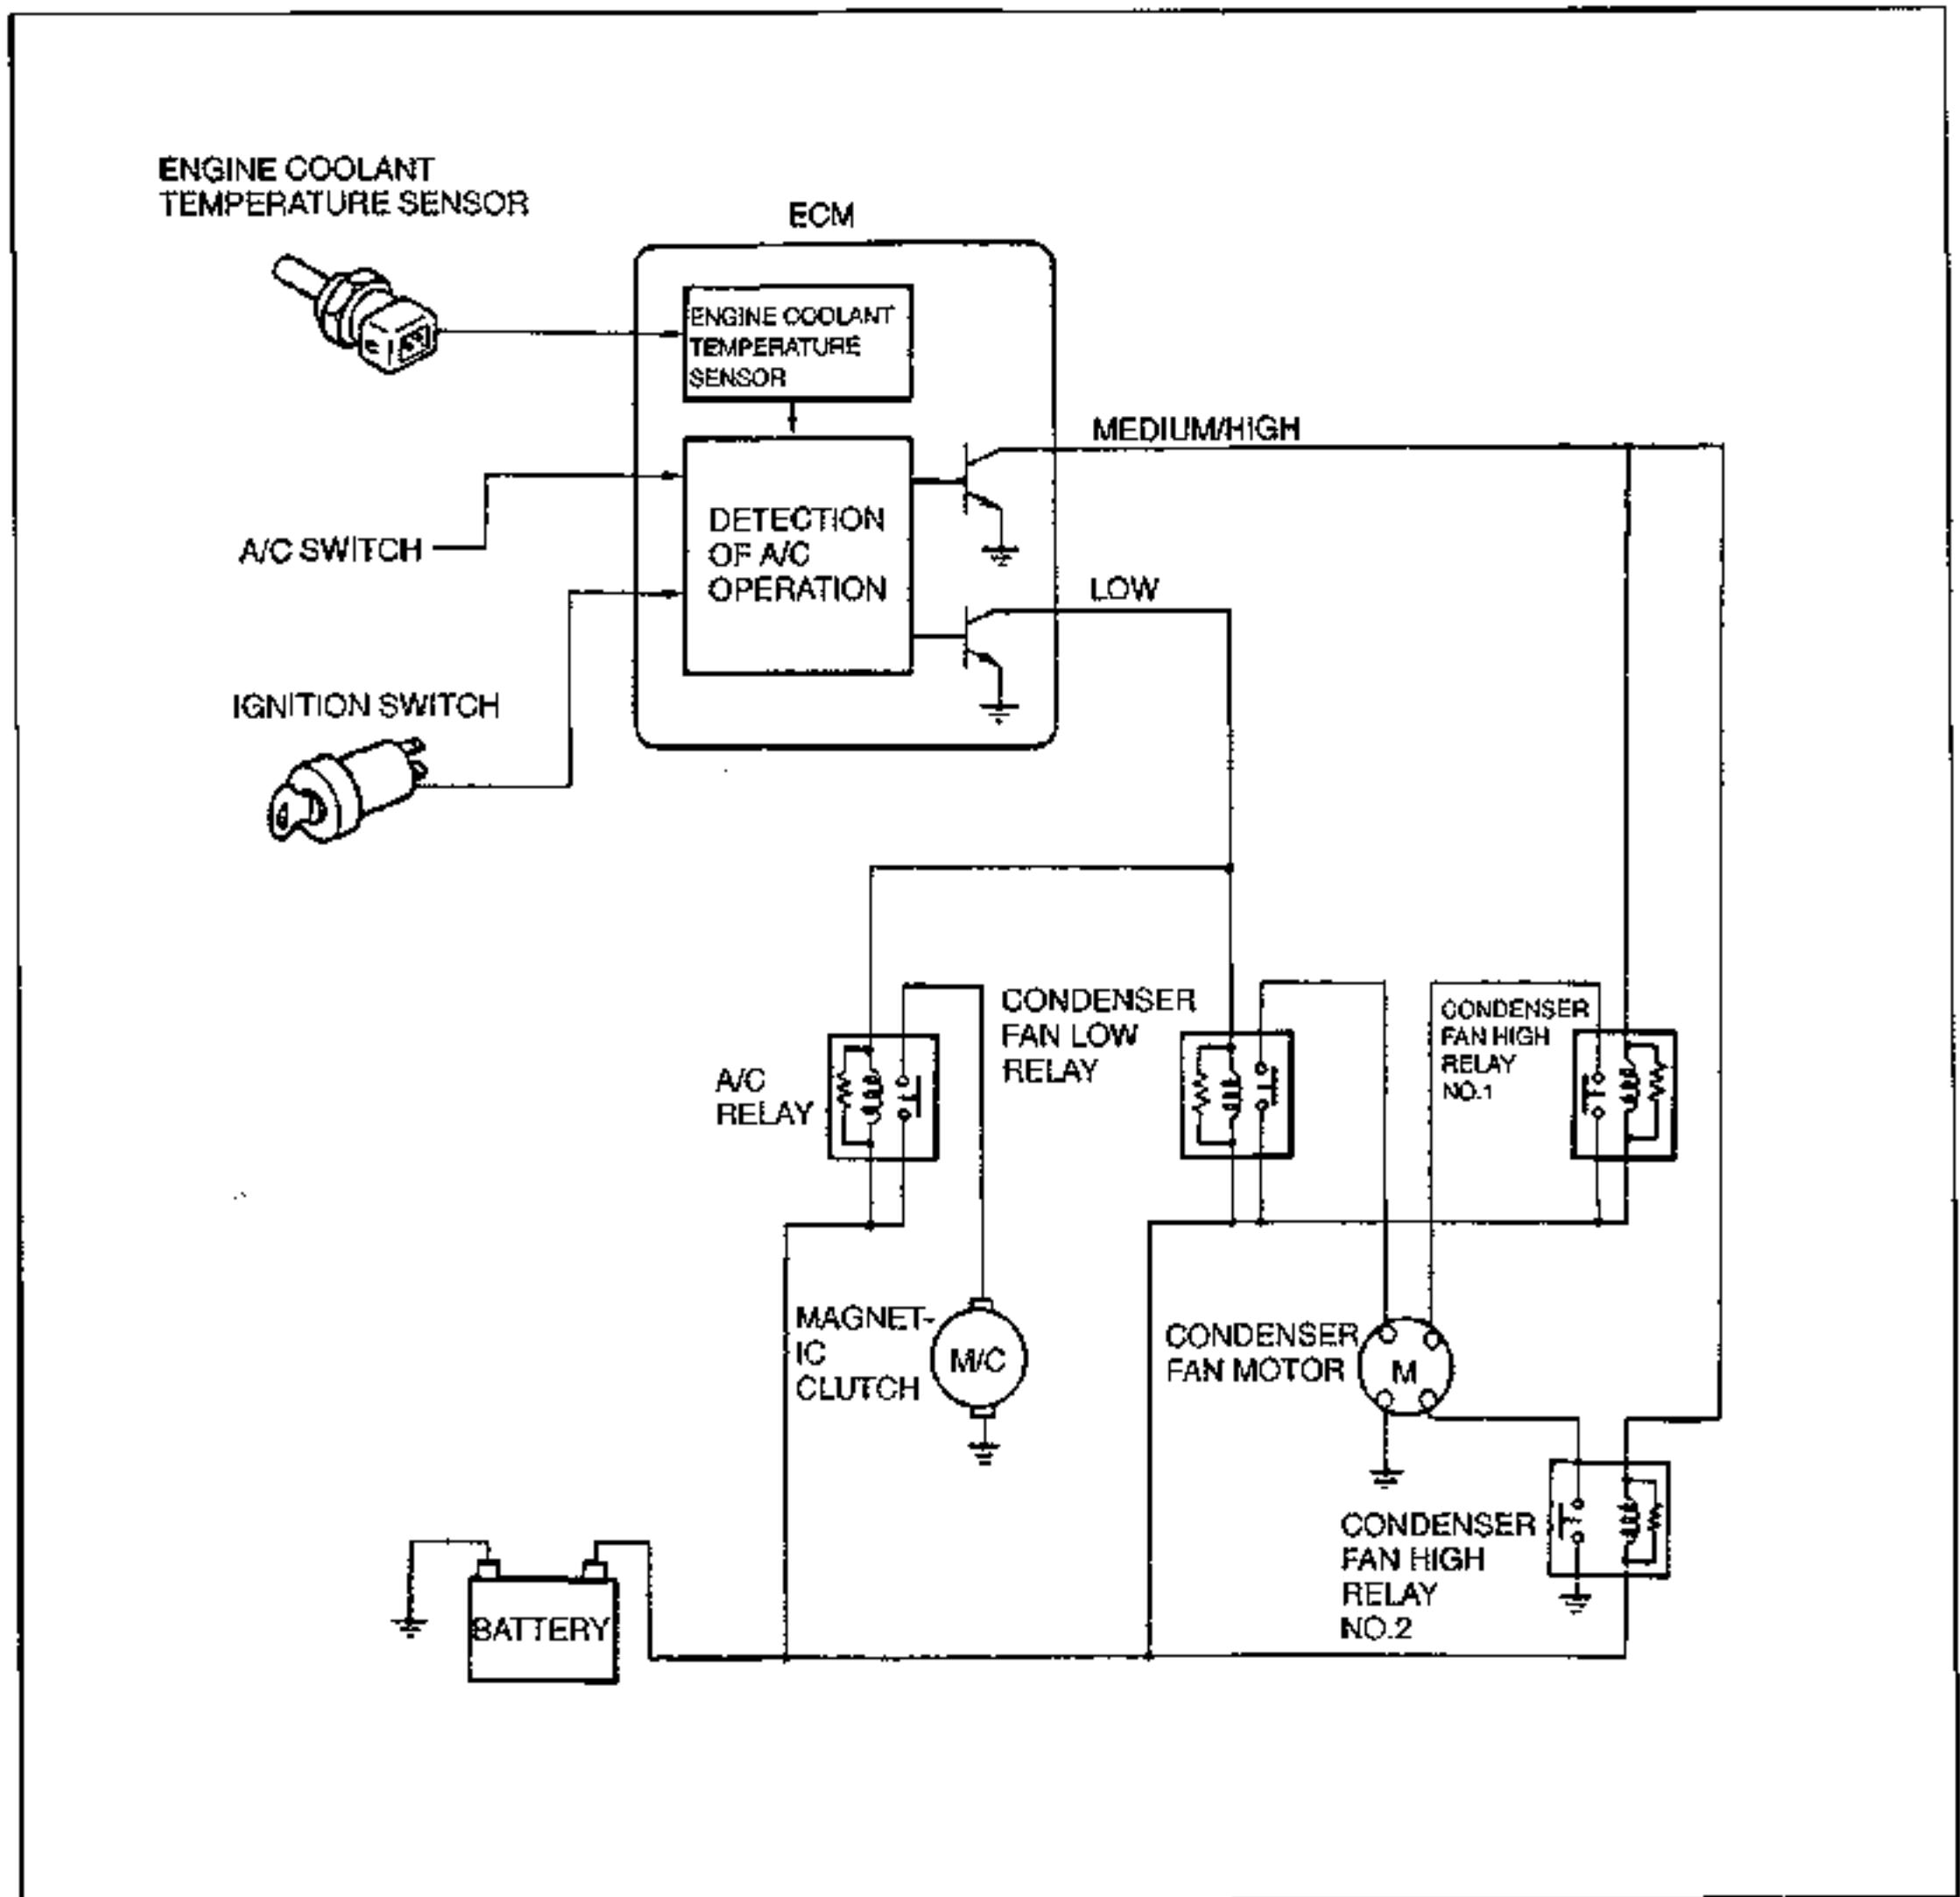 ENGINE COOLANT
TEMPERATURE SENSOR
ECM
ENGINE COOLANT
TEMPERATURE
SENSOR
MEDIUM/HIGH
DETECTION
OF A/C
OPERATION
A/C SWITCH
LOW
IGNITION SWITCH
CONDENSER
FAN LOW
RELAY
CONDENSER
FAN HIGH
RELAY
NO.1
A/C
RELAY
MAGNET-
IC
CLUTCH
M/C
CONDENSER
FAN MOTOR
M
CONDENSER
FAN HIGH
RELAY
NO.2
BATTERY